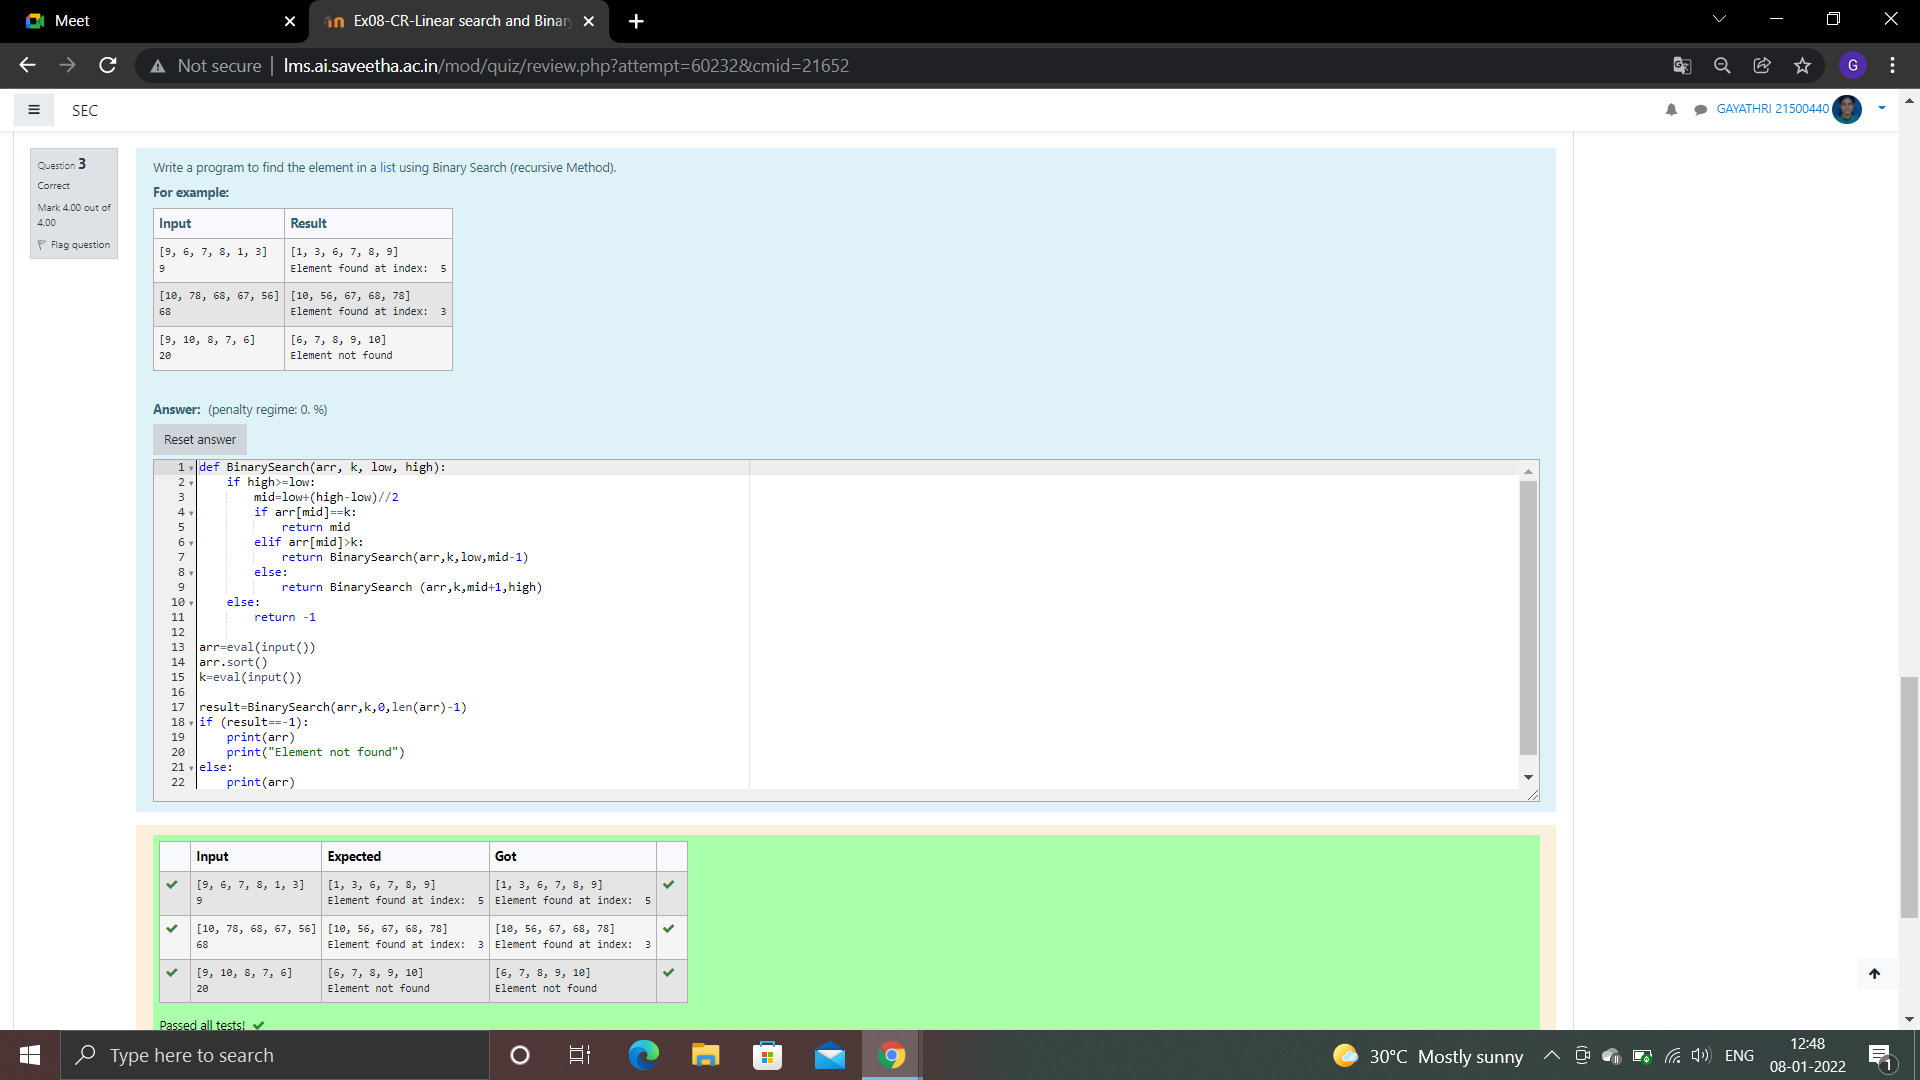 Meet
Ex08-CR-Linear search and Binar
Not secure | lms.ai.saveetha.ac.in/mod/quiz/review.php?attempt=60232&cmid=21652
G
SEC
GAYATHRI 21500440
Question 3
Correct
Mark 4.00 out of
4.00
Flag question
Write a program to find the element in a list using Binary Search (recursive Method).
For example:
Input Result
[9, 6, 7, 8, 1, 3] [1, 3, 6, 7, 8, 9]
9 Element found at index:  5
[10, 78, 68, 67, 56] [10, 56, 67, 68, 78]
68 Element found at index:  3
[9, 10, 8, 7, 6] [6, 7, 8, 9, 10]
20 Element not found
Answer: (penalty regime: 0, %)
Reset answer
1 def BinarySearch(arr, k, low, high):
2     if high>=low:
3         mid=low+(high-low)//2
4         if arr[mid]==k:
5             return mid
6         elif arr[mid]>k:
7             return BinarySearch(arr,k,low,mid-1)
8         else:
9             return BinarySearch (arr,k,mid+1,high)
10     else:
11         return -1
12
13 arr=eval(input())
14 arr.sort()
15 k=eval(input())
16
17 result=BinarySearch(arr,k,0,len(arr)-1)
18 if (result==-1):
19     print(arr)
20     print("Element not found")
21 else:
22     print(arr)
Input Expected Got
[9, 6, 7, 8, 1, 3] [1, 3, 6, 7, 8, 9] [1, 3, 6, 7, 8, 9]
9 Element found at index:  5 Element found at index:  5
[10, 78, 68, 67, 56] [10, 56, 67, 68, 78] [10, 56, 67, 68, 78]
68 Element found at index:  3 Element found at index:  3
[9, 10, 8, 7, 6] [6, 7, 8, 9, 10] [6, 7, 8, 9, 10]
20 Element not found Element not found
Passed all tests!
Type here to search
30°C Mostly sunny
ENG
12:48
08-01-2022
1